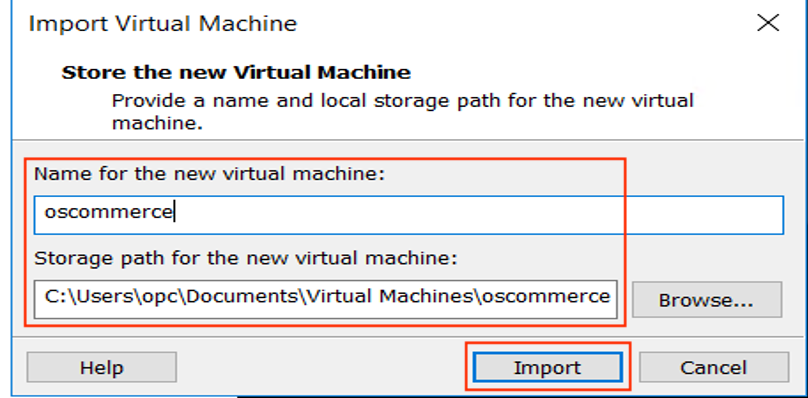 Import Virtual Machine
Store the new Virtual Machine
Provide a name and local storage path for the new virtual
machine.
Name for the new virtual machine:
oscommerce
Storage path for the new virtual machine:
C:\Users\opc\Documents\Virtual Machines\oscommerce
Browse...
Help
Import
Cancel